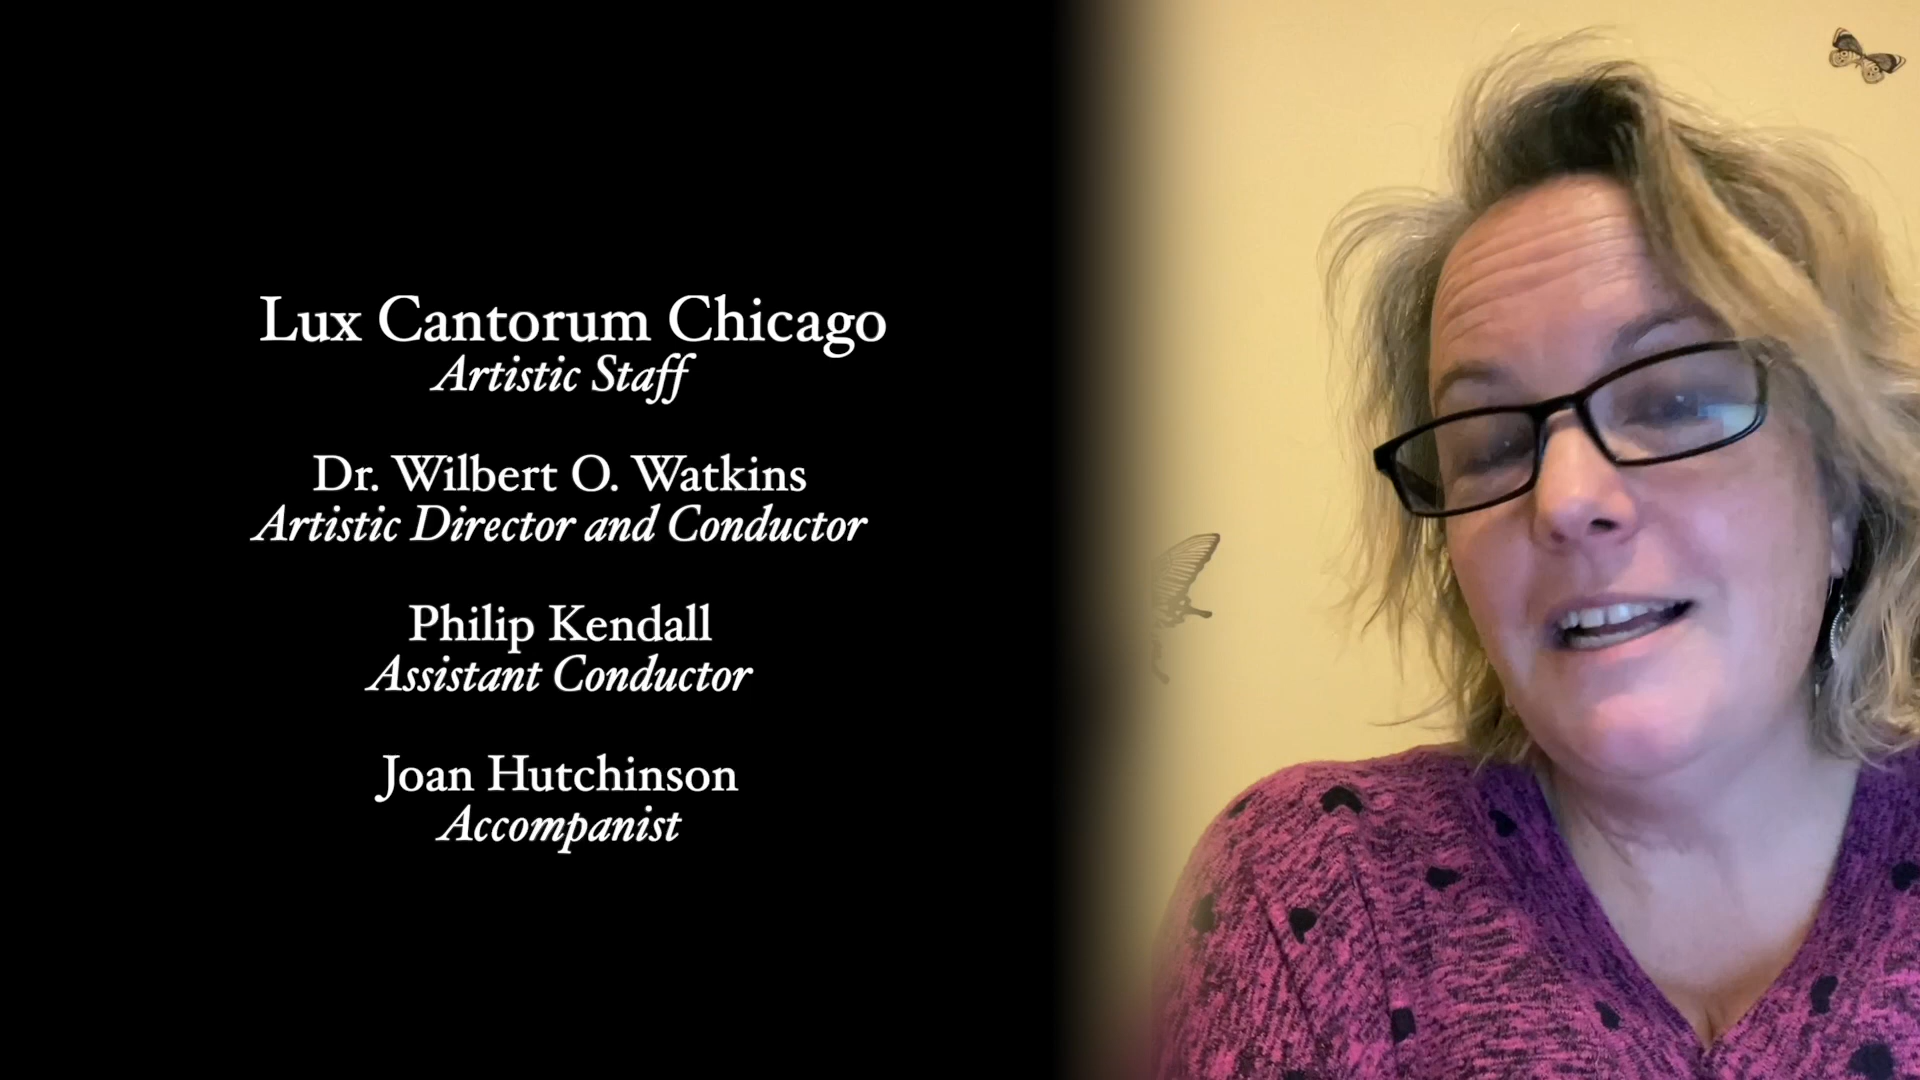 Lux Cantorum Chicago
Artistic Staff
Dr. Wilbert O. Watkins
Artistic Director and Conductor
Philip Kendall
Assistant Conductor
Joan Hutchinson
Accompanist